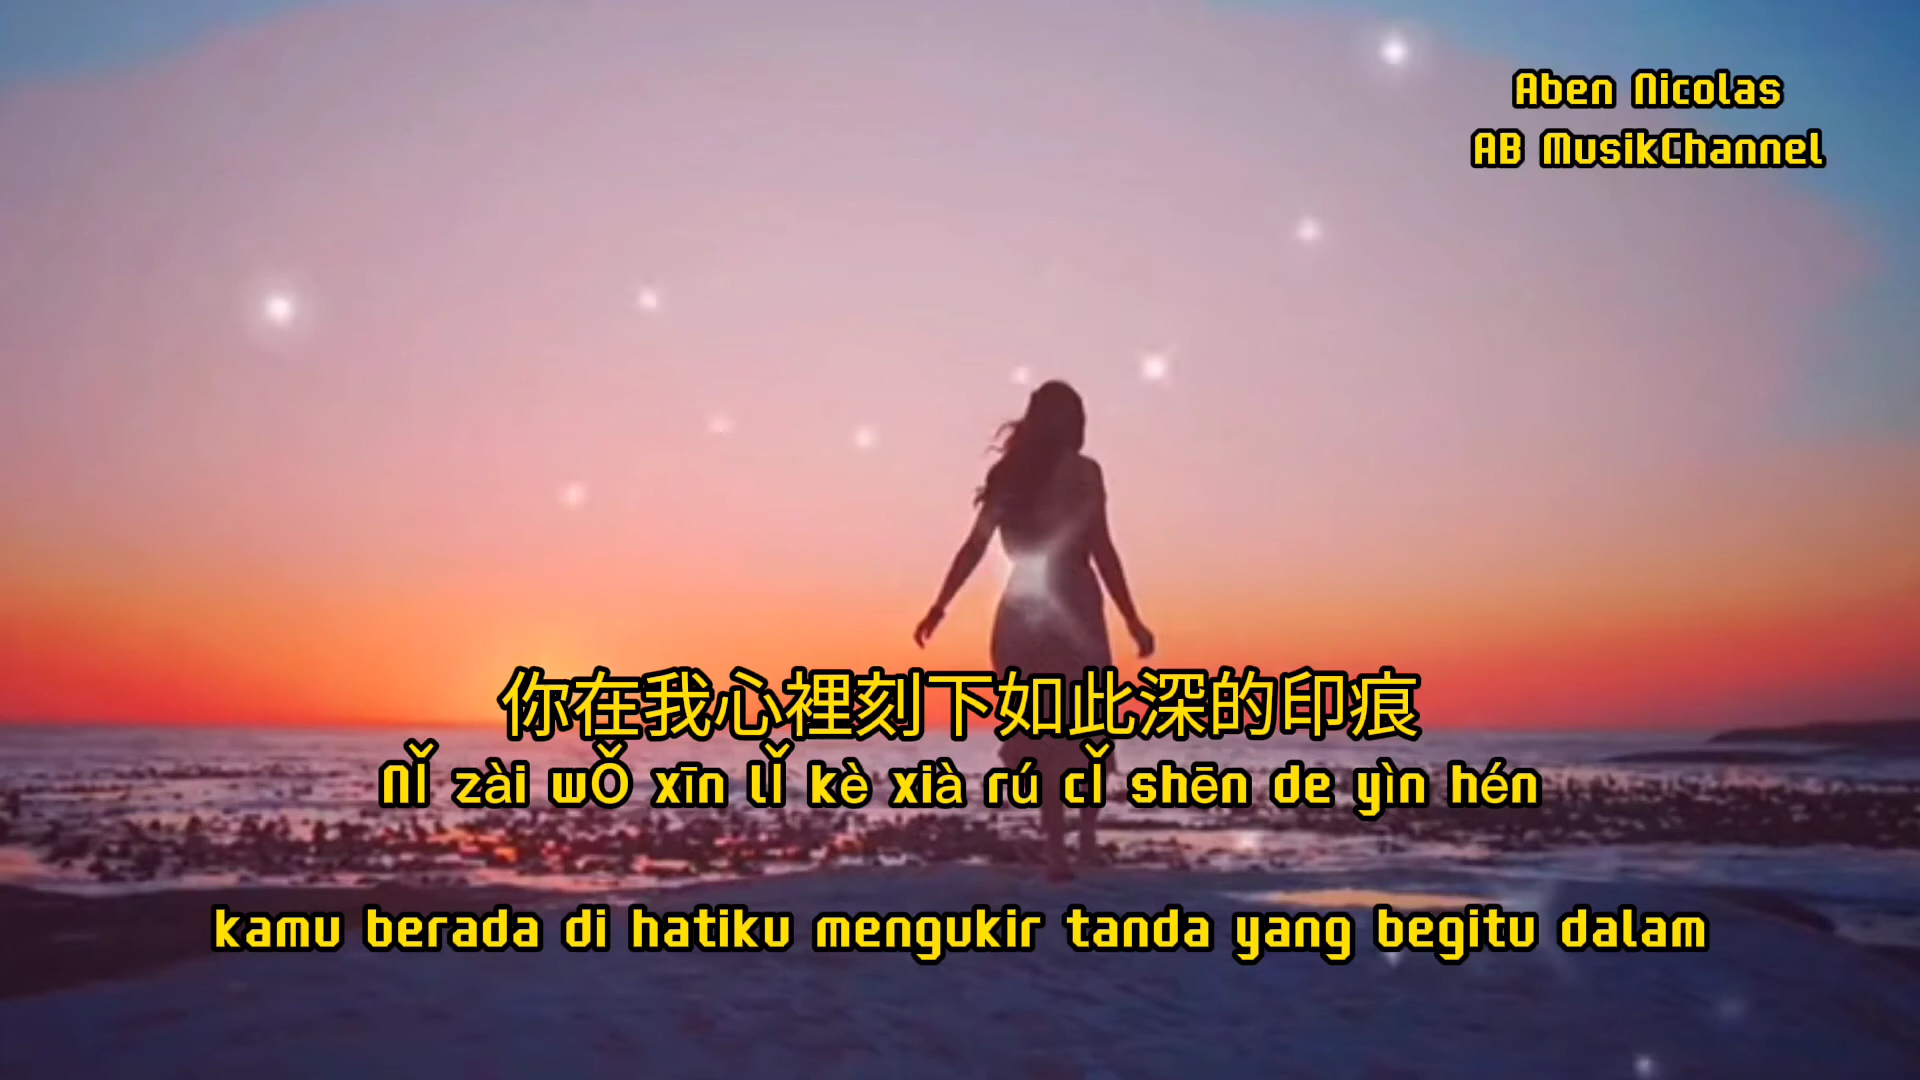 Aben Nicolas
AB MusikChannel
你在我心裡刻下如此深的印痕
Nǐ zài wǒ xīn lǐ kè xià rú cǐ shēn de yìn hén
kamu berada di hatiku mengukir tanda yang begitu dalam